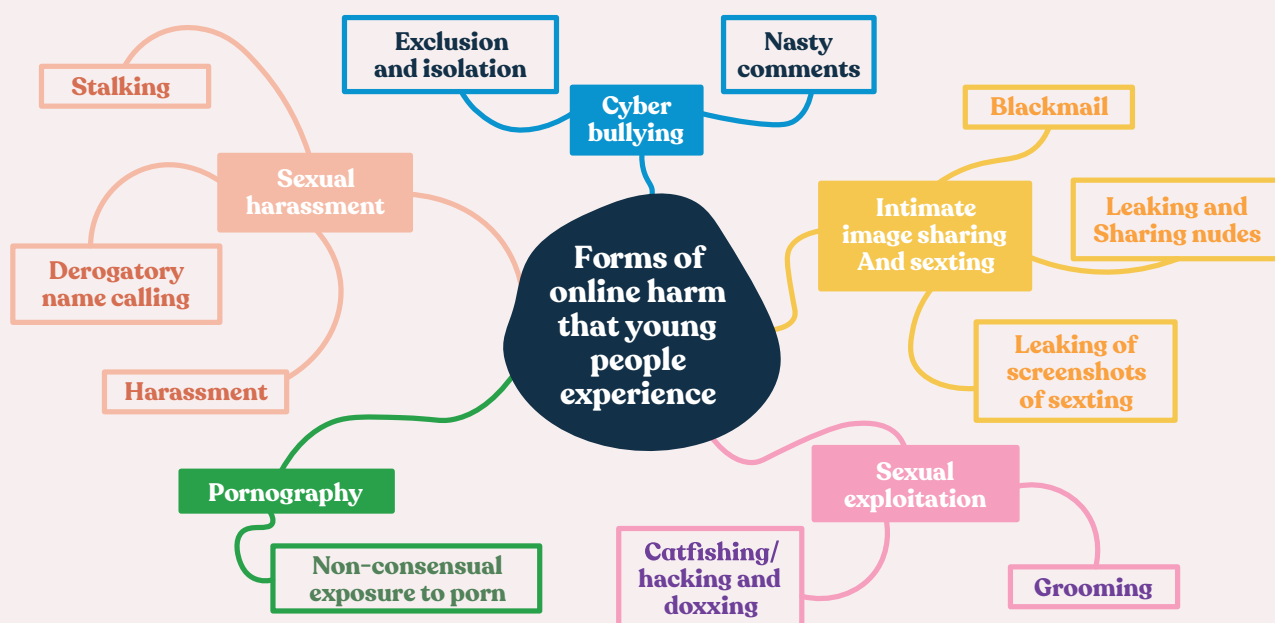 Exclusion
and isolation
Nasty
comments
Cyber
bullying
Stalking
Sexual
harassment
Derogatory
name calling
Harassment
Blackmail
Intimate
image sharing
And sexting
Leaking and
Sharing nudes
Leaking of
screenshots
of sexting
Forms of
online harm
that young
people
experience
Pornography
Non-consensual
exposure to porn
Sexual
exploitation
Catfishing/
hacking and
doxxing
Grooming